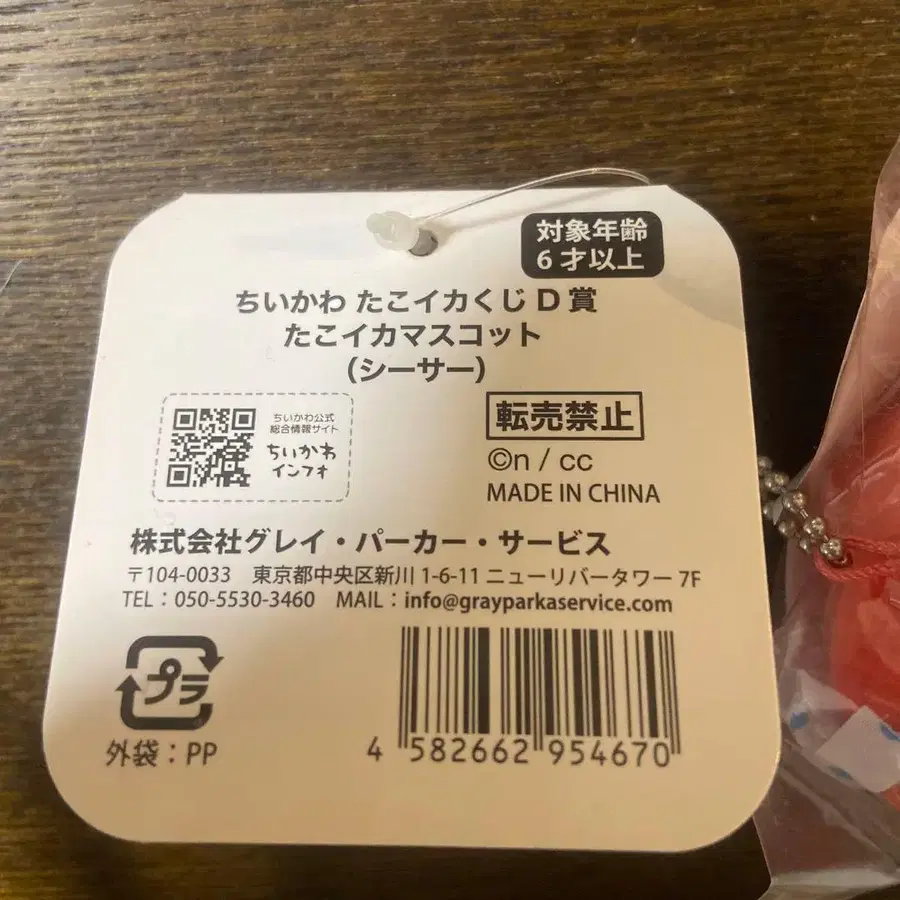 対象年齢
6才以上
ちいかわ たこイカくじ D賞
たこイカマスコット
(シーサー)
ちいかわ公式
総合情報サイト
ちいかわ
インフォ
転売禁止
©n / cc
MADE IN CHINA
株式会社グレイ・パーカー・サービス
〒104-0033 東京都中央区新川1-6-11 ニューリバータワー 7F
TEL：050-5530-3460 MAIL：info@grayparkaservice.com
プラ
外袋：PP
4 582662 954670